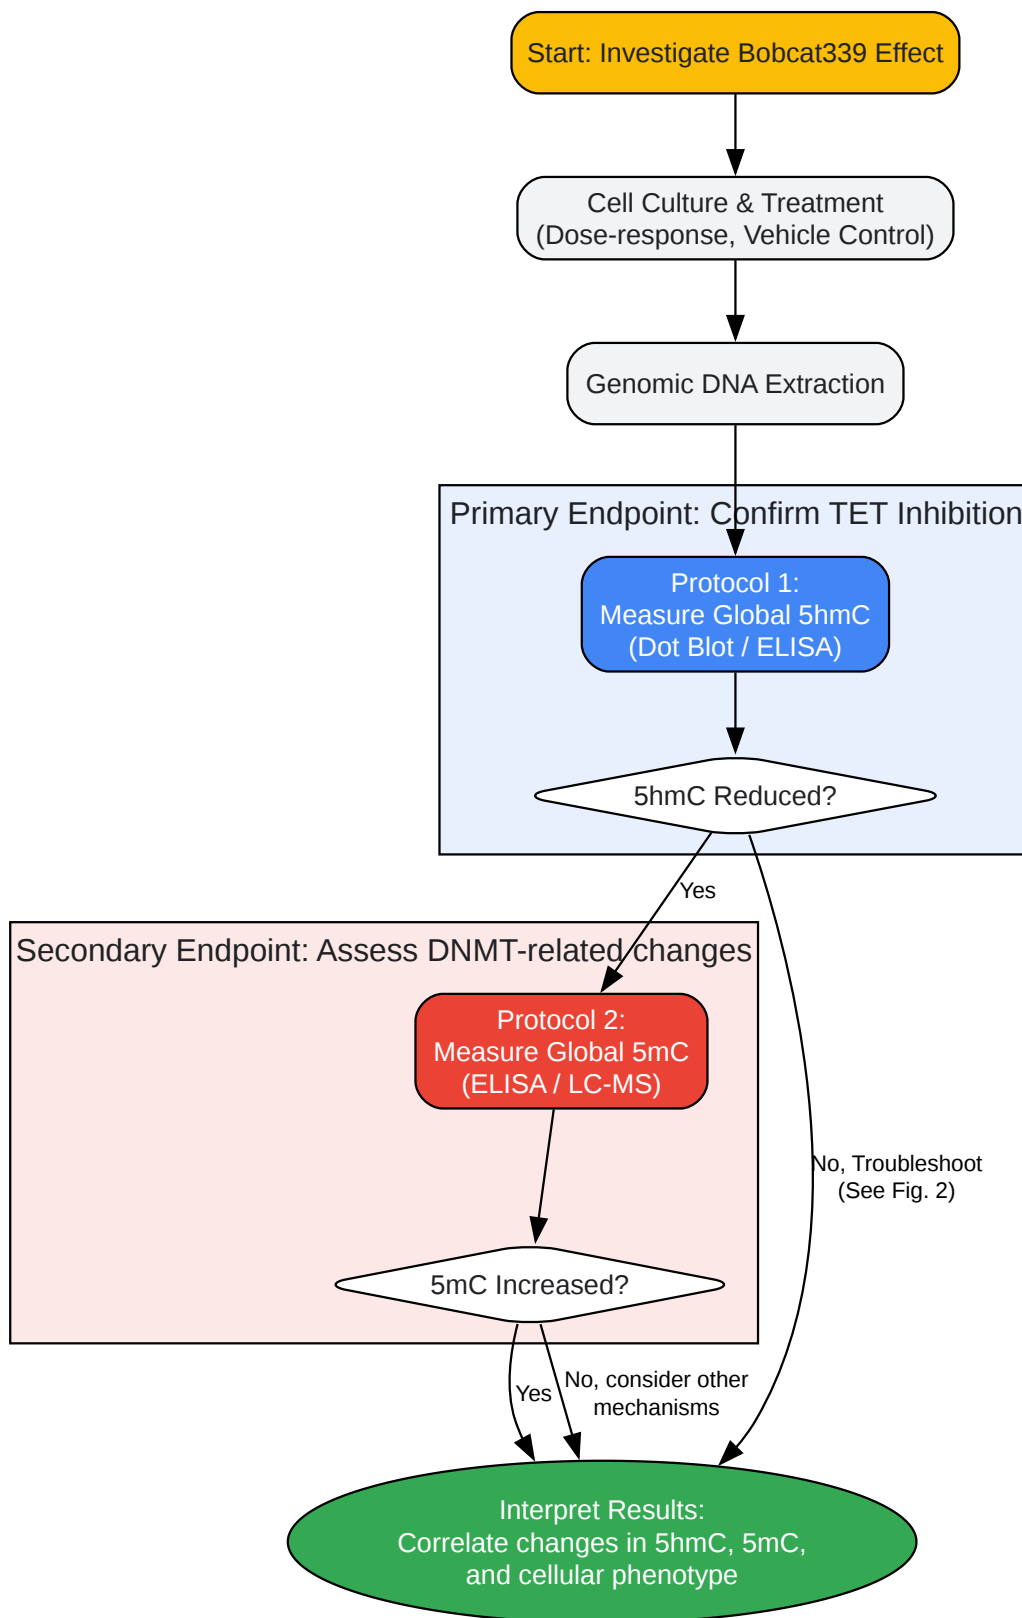 Start: Investigate Bobcat339 Effect
Cell Culture & Treatment
(Dose-response, Vehicle Control)
Genomic DNA Extraction
Primary Endpoint: Confirm TET Inhibition
Protocol 1:
Measure Global 5hmC
(Dot Blot / ELISA)
5hmC Reduced?
Yes
Secondary Endpoint: Assess DNMT-related changes
Protocol 2:
Measure Global 5mC
(ELISA / LC-MS)
No, Troubleshoot
(See Fig. 2)
5mC Increased?
Yes
No, consider other
mechanisms
Interpret Results:
Correlate changes in 5hmC, 5mC,
and cellular phenotype